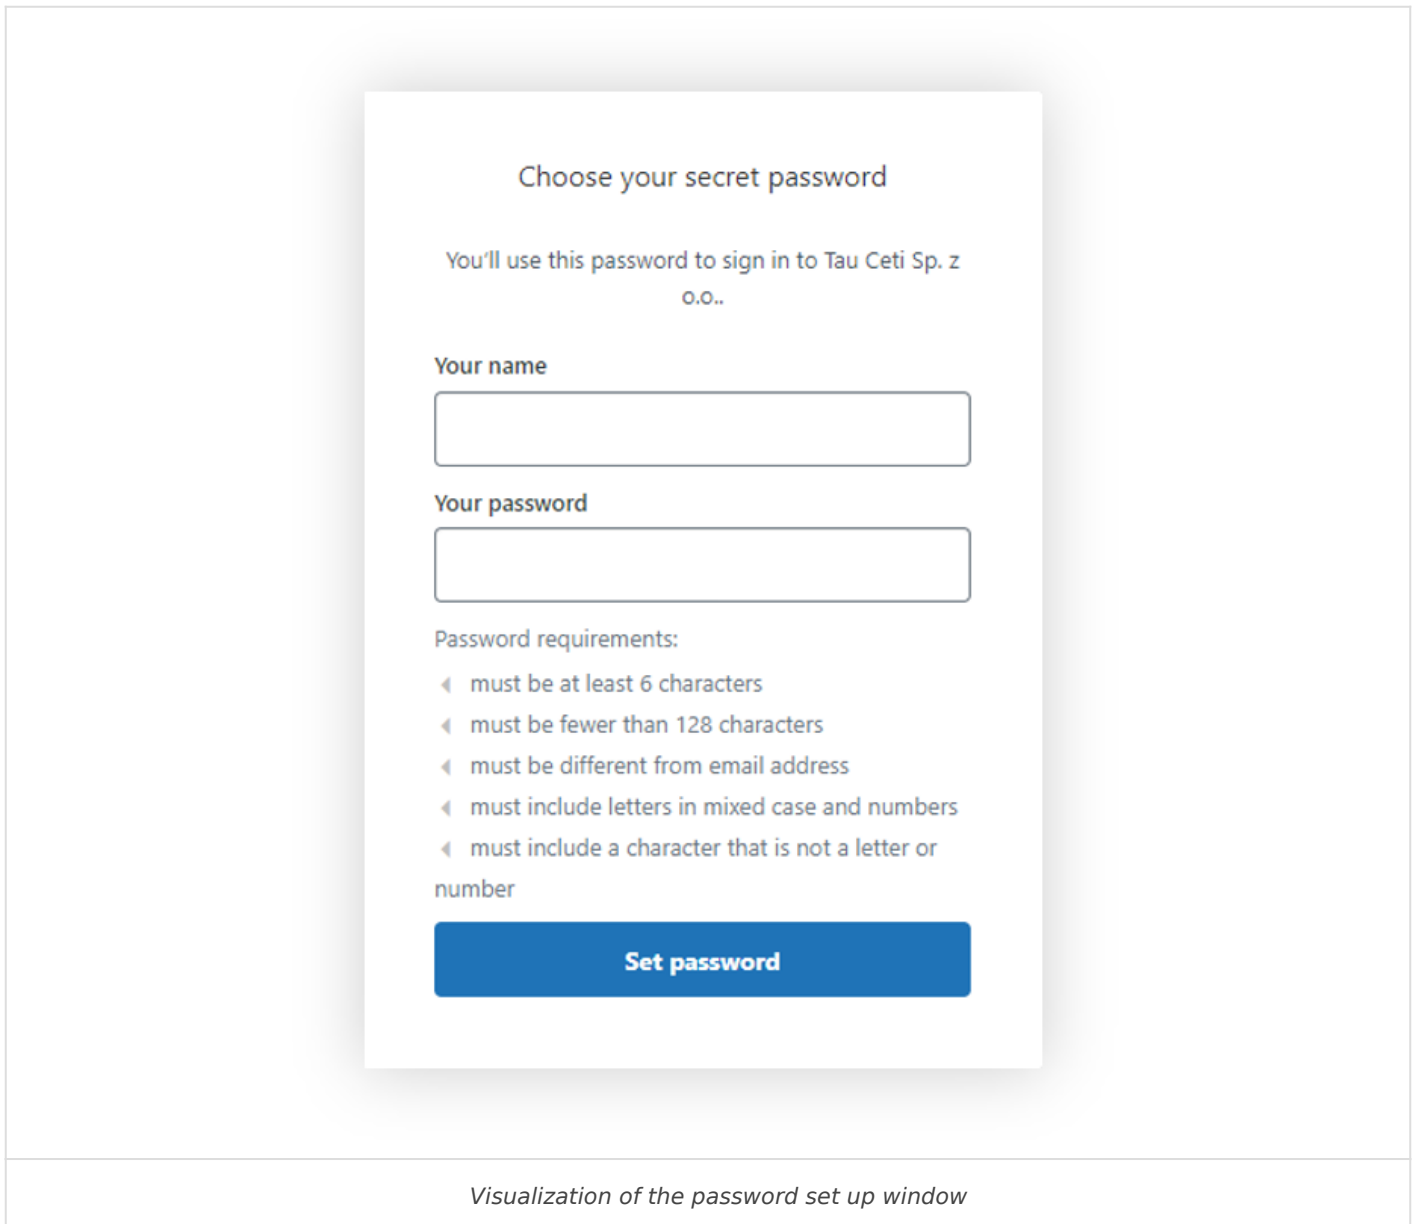 Choose your secret password
You'll use this password to sign in to Tau Ceti Sp. z
o.o..
Your name
Your password
Password requirements:
must be at least 6 characters
must be fewer than 128 characters
must be different from email address
must include letters in mixed case and numbers
must include a character that is not a letter or
number
Set password
Visualization of the password set up window